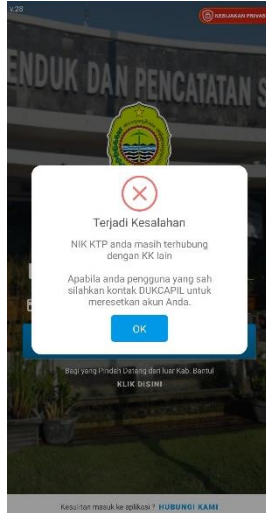 v.28
KEBIJAKAN PRIVAS
ENDUK DAN PENCATATAN S
Terjadi Kesalahan
NIK KTP anda masih terhubung
dengan KK lain
Apabila anda pengguna yang sah
silahkan kontak DUKCAPIL untuk
meresetkan akun Anda.
OK
Bagi yang Pindah Datang dari luar Kab. Bantul
KLIK DISINI
Kesulitan masuk ke aplikasi ? HUBUNGI KAMI